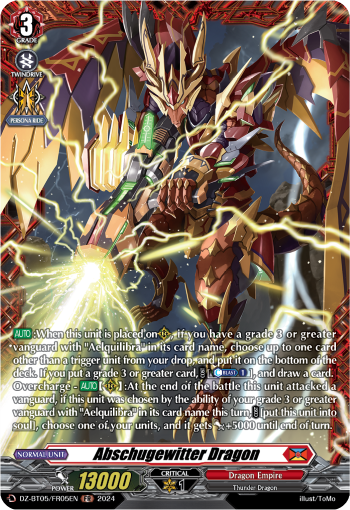 3
GRADE
TWINDRIVE
PERSONA RIDE
AUTO:When this unit is placed on Ⓡ, if you have a grade 3 or greater
vanguard with "Aelquilibra" in its card name, choose up to one card
other than a trigger unit from your drop, and put it on the bottom of the
deck. If you put a grade 3 or greater card, BLAST 1, and draw a card.
Overcharge - AUTO Ⓡ:At the end of the battle this unit attacked a
vanguard, if this unit was chosen by the ability of your grade 3 or greater
vanguard with "Aelquilibra" in its card name this turn, [put this unit into
soul], choose one of your units, and it gets +5000 until end of turn.
NORMAL UNIT
Abschugewitter Dragon
13000
CRITICAL
1
Dragon Empire
Thunder Dragon
DZ-BT05/FR05EN FR 2024
illust/ToMo